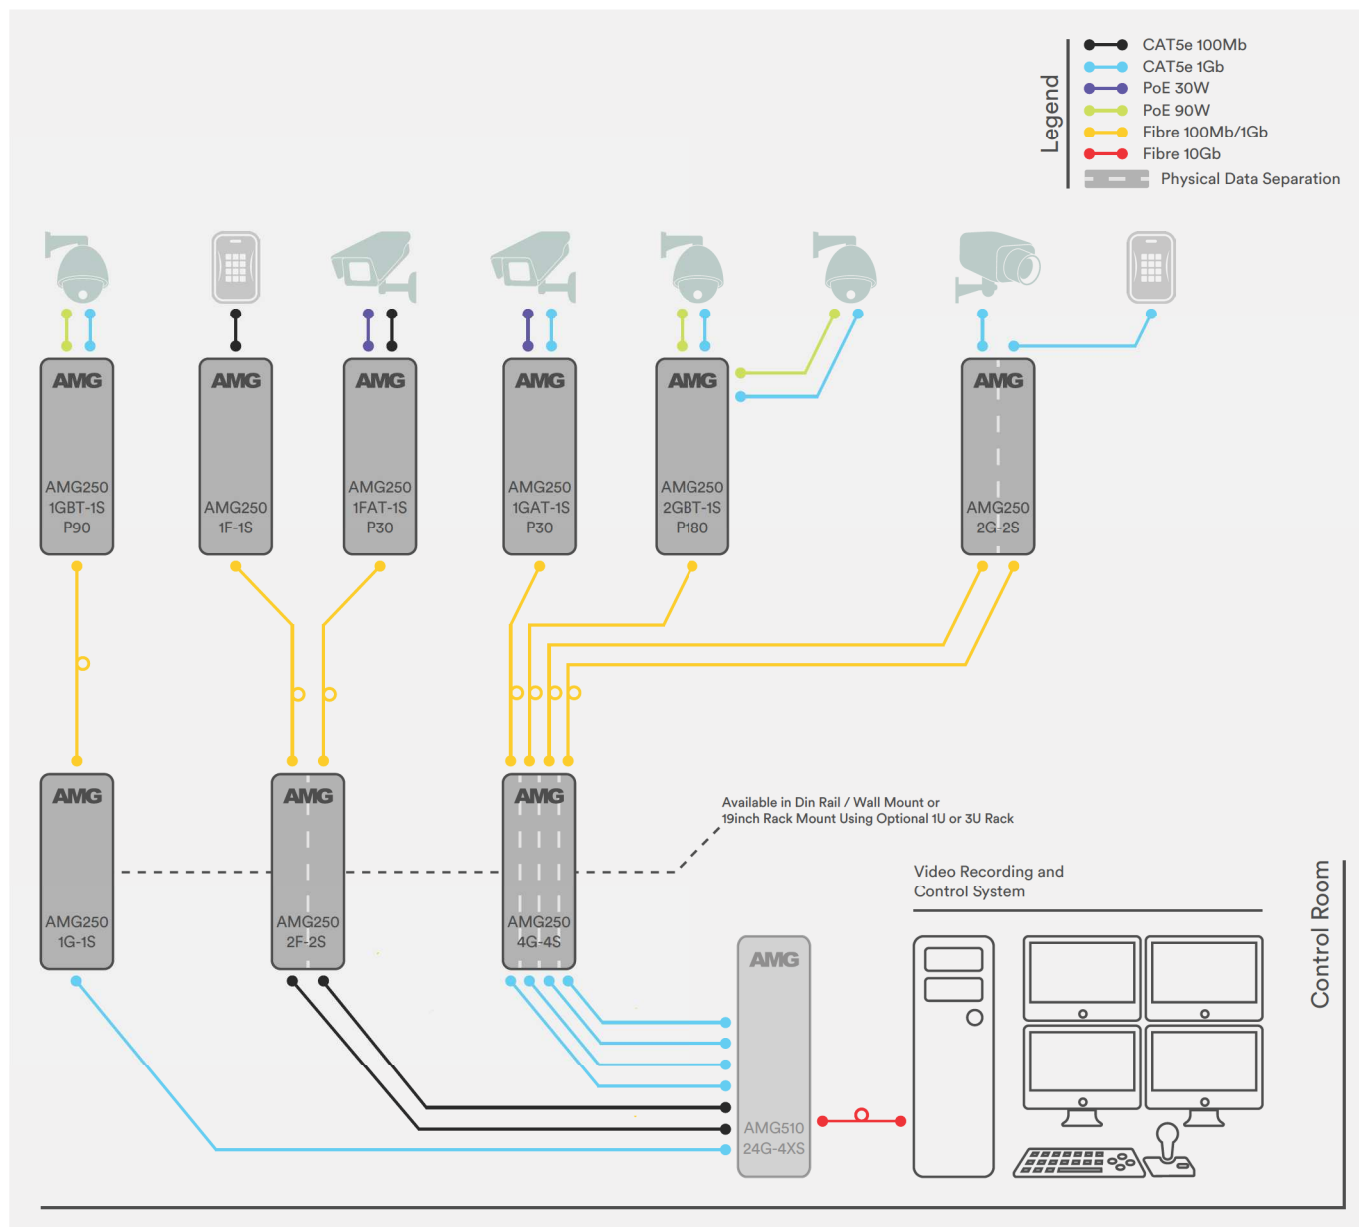 Legend
CAT5e 100Mb
CAT5e 1Gb
PoE 30W
PoE 90W
Fibre 100Mb/1Gb
Fibre 10Gb
Physical Data Separation
AMG
AMG250
1GBT-1S
P90
AMG
AMG250
1F-1S
AMG
AMG250
1FAT-1S
P30
AMG
AMG250
1GAT-1S
P30
AMG
AMG250
2GBT-1S
P180
AMG
AMG250
2G-2S
AMG
AMG250
1G-1S
AMG
AMG250
2F-2S
AMG
AMG250
4G-4S
Available in Din Rail / Wall Mount or
19inch Rack Mount Using Optional 1U or 3U Rack
AMG
AMG510
24G-4XS
Video Recording and
Control System
Control Room